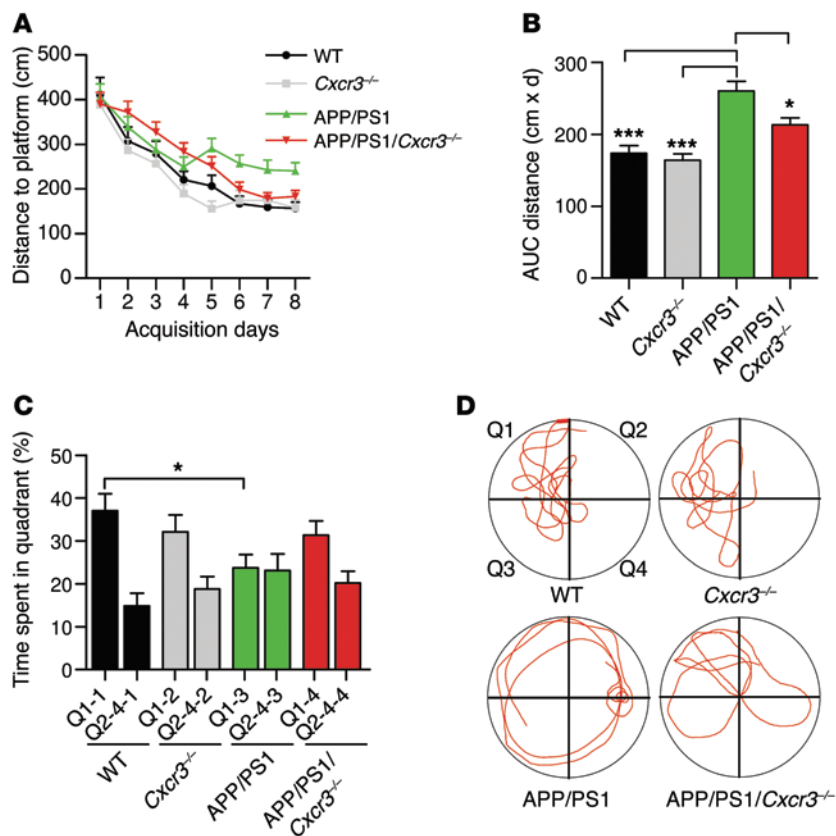 A
Distance to platform (cm)
500
400
300
200
100
0
1 2 3 4 5 6 7 8
Acquisition days
WT
Cxcr3–/–
APP/PS1
APP/PS1/Cxcr3–/–
B
AUC distance (cm x d)
300
200
100
0
***
***
*
WT
Cxcr3–/–
APP/PS1
APP/PS1/
Cxcr3–/–
C
Time spent in quadrant (%)
50
40
30
20
10
0
*
Q1-1
Q2-4-1
Q1-2
Q2-4-2
Q1-3
Q2-4-3
Q1-4
Q2-4-4
WT
Cxcr3–/–
APP/PS1
APP/PS1/
Cxcr3–/–
D
Q1
Q2
Q3
Q4
WT
Cxcr3–/–
APP/PS1
APP/PS1/Cxcr3–/–